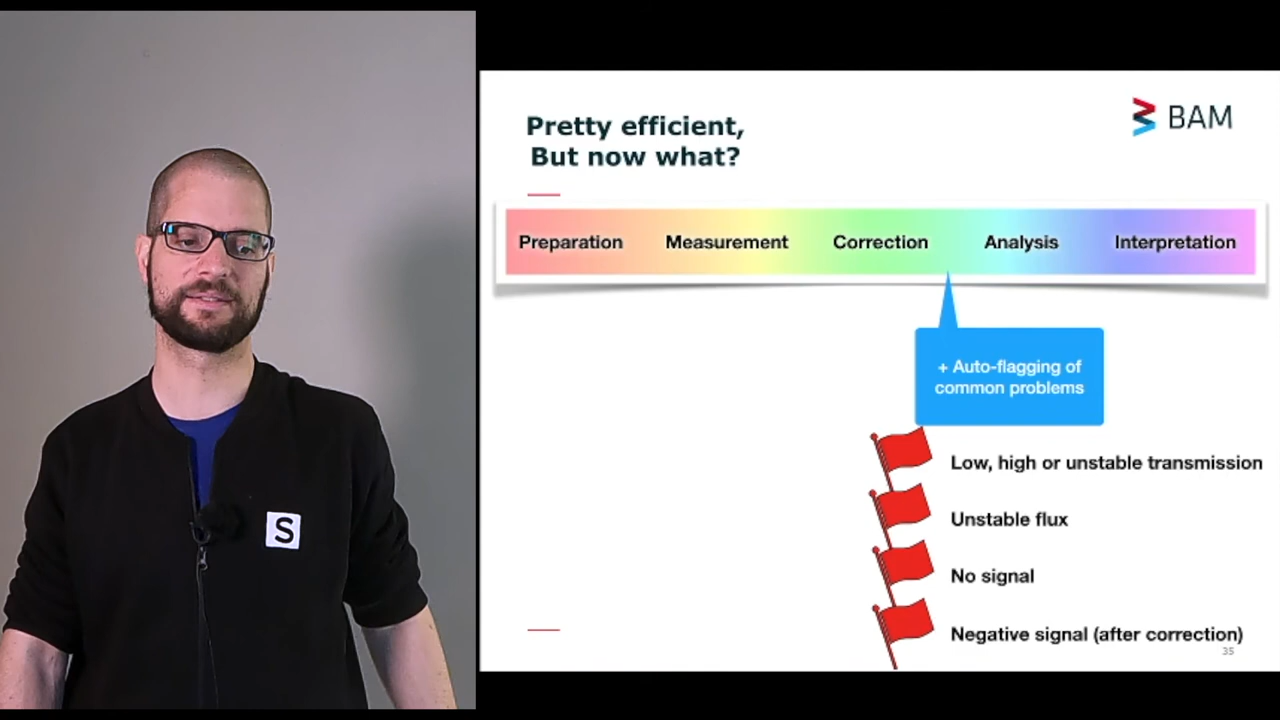 Pretty efficient,
But now what?
BAM
Preparation Measurement Correction Analysis Interpretation
+ Auto-flagging of
common problems
Low, high or unstable transmission
Unstable flux
No signal
Negative signal (after correction)
35
S